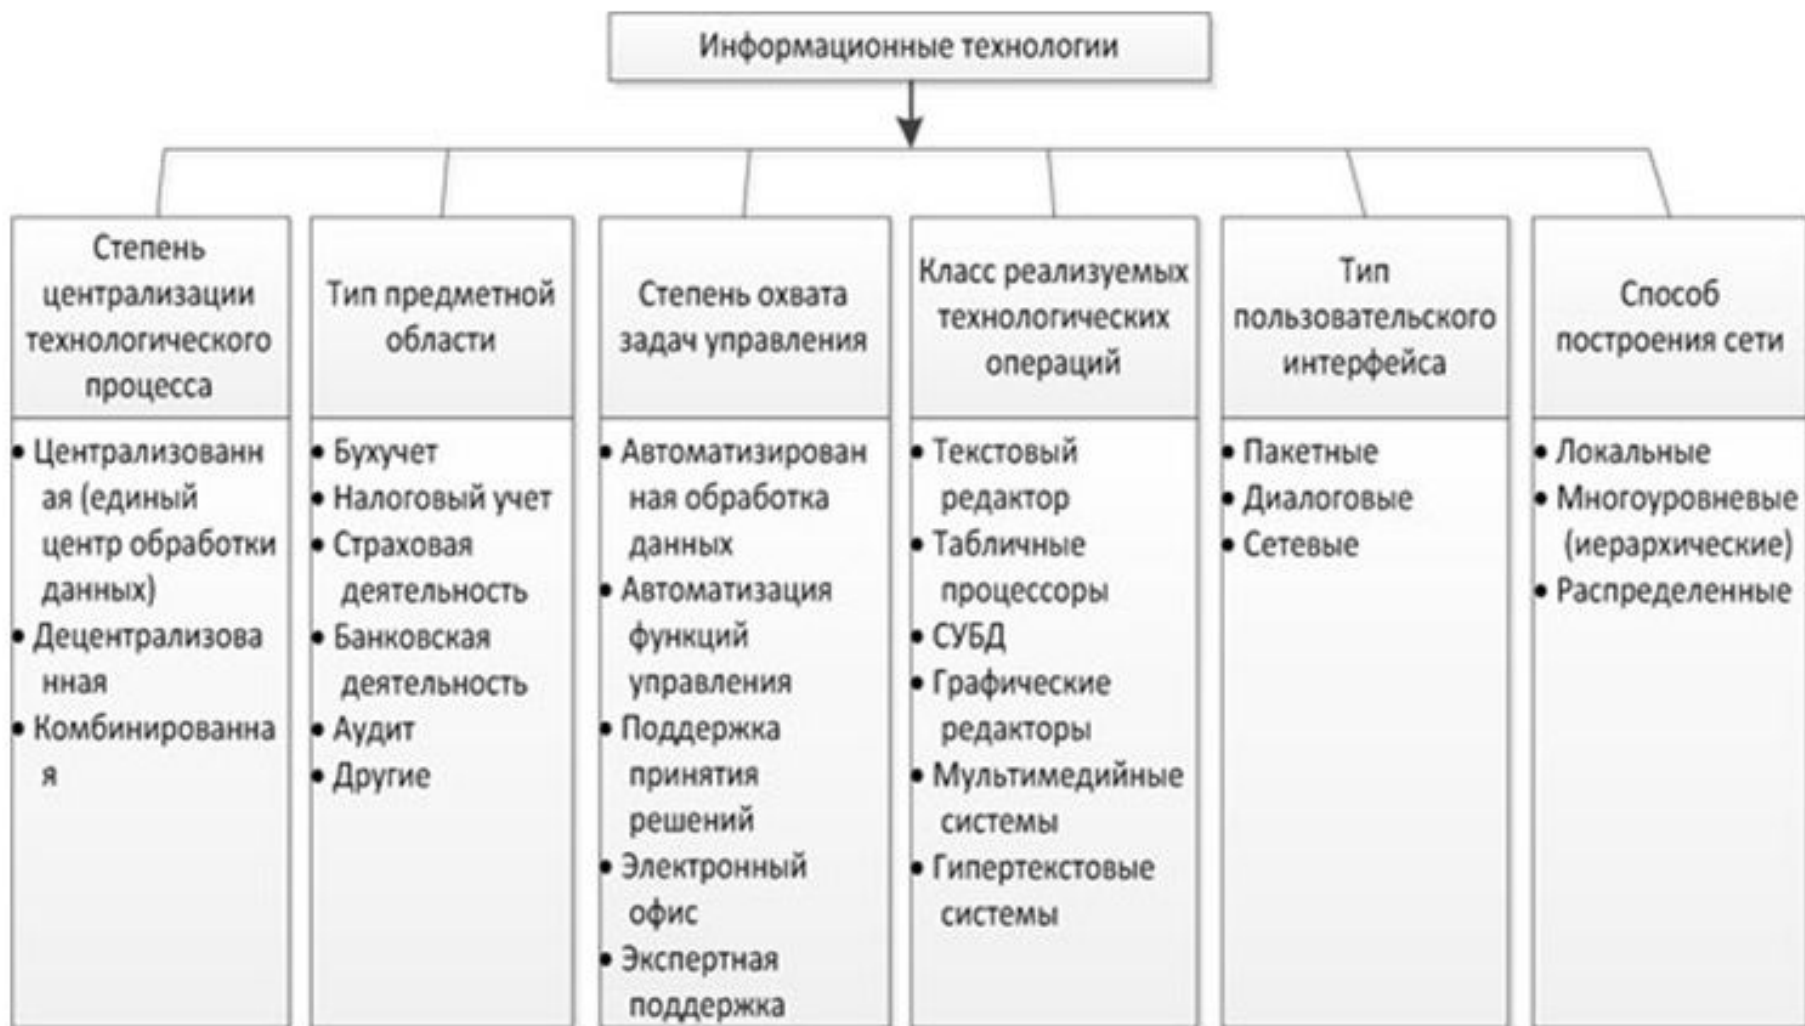 Информационные технологии
Степень
централизации
технологического
процесса
• Централизованн
ая (единый
центр обработки
данных)
• Децентрализова
нная
• Комбинированна
я
Тип предметной
области
• Бухучет
• Налоговый учет
• Страховая
деятельность
• Банковская
деятельность
• Аудит
• Другие
Степень охвата
задач управления
• Автоматизирован
ная обработка
данных
• Автоматизация
функций
управления
• Поддержка
принятия
решений
• Электронный
офис
• Экспертная
поддержка
Класс реализуемых
технологических
операций
• Текстовый
редактор
• Табличные
процессоры
• СУБД
• Графические
редакторы
• Мультимедийные
системы
• Гипертекстовые
системы
Тип
пользовательского
интерфейса
• Пакетные
• Диалоговые
• Сетевые
Способ
построения сети
• Локальные
• Многоуровневые
(иерархические)
• Распределенные